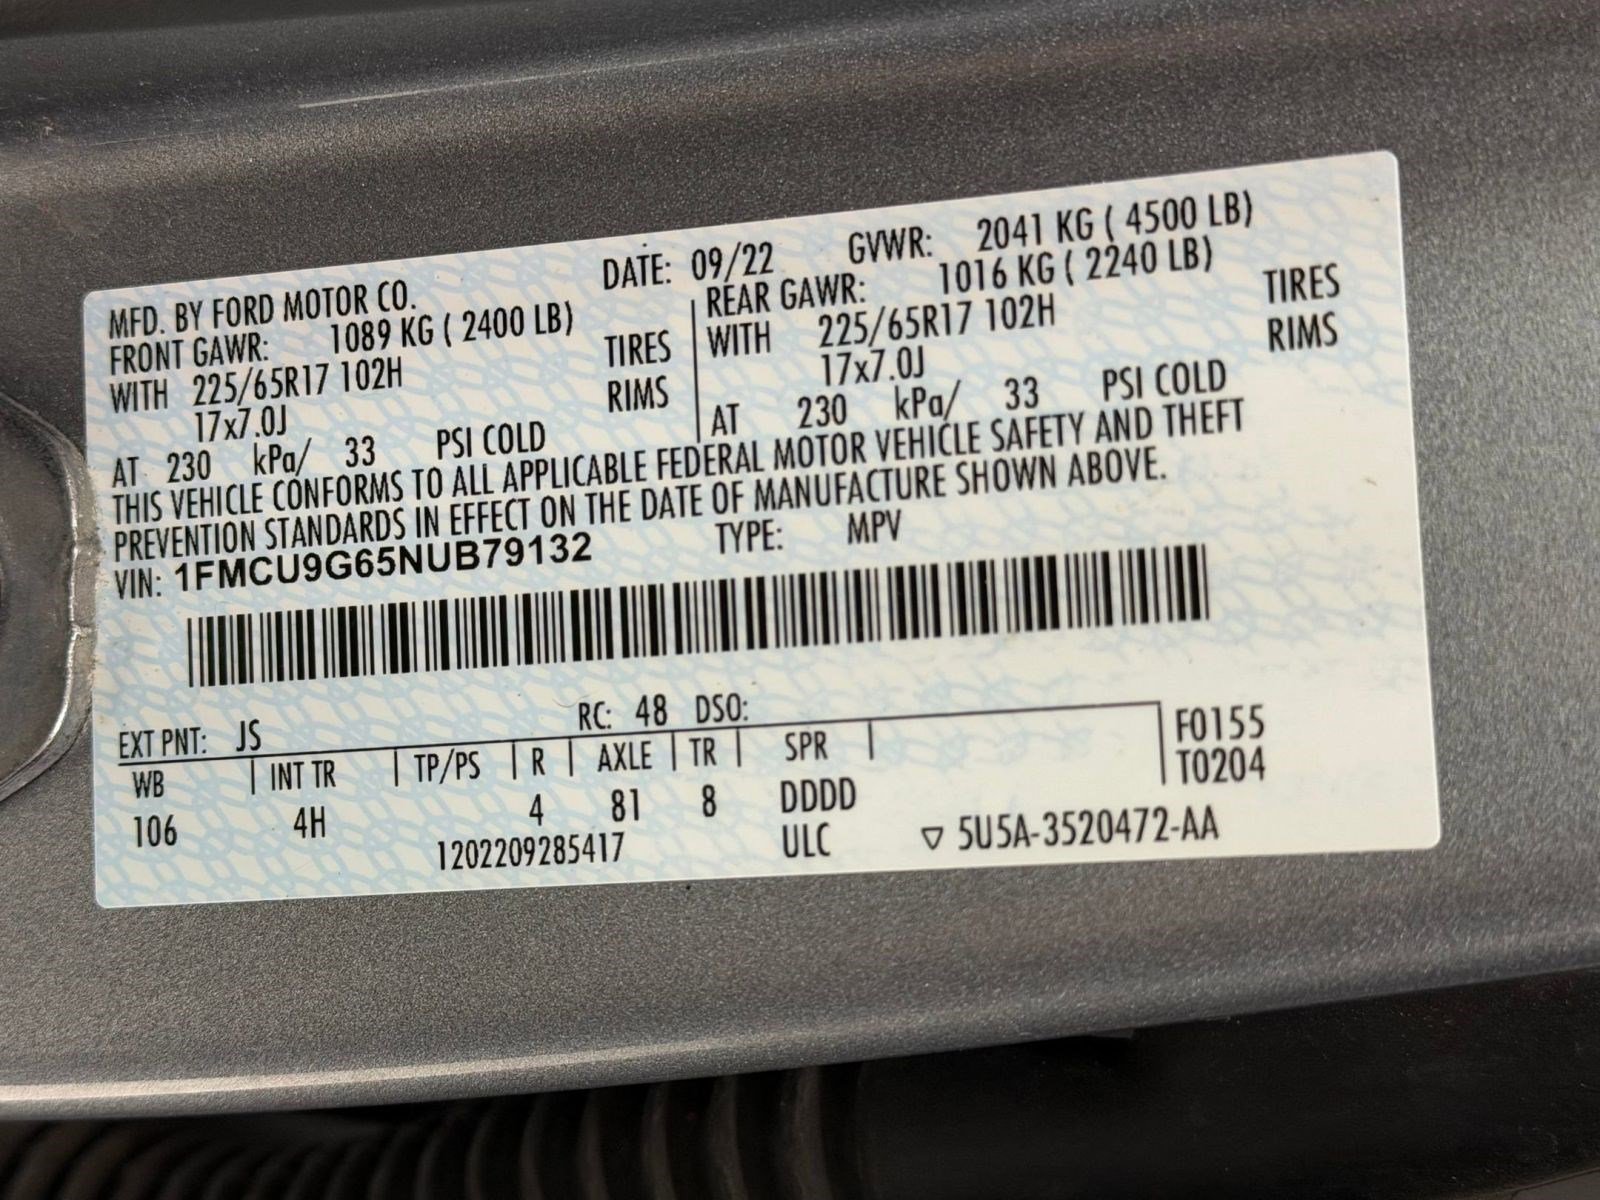 MFD. BY FORD MOTOR CO. DATE: 09/22 GVWR: 2041 KG ( 4500 LB)
FRONT GAWR: 1089 KG ( 2400 LB) REAR GAWR: 1016 KG ( 2240 LB)
WITH 225/65R17 102H TIRES WITH 225/65R17 102H TIRES
17x7.0J RIMS 17x7.0J RIMS
AT 230 kPa/ 33 PSI COLD AT 230 kPa/ 33 PSI COLD
THIS VEHICLE CONFORMS TO ALL APPLICABLE FEDERAL MOTOR VEHICLE SAFETY AND THEFT
PREVENTION STANDARDS IN EFFECT ON THE DATE OF MANUFACTURE SHOWN ABOVE.
VIN: 1FMCU9G65NUB79132 TYPE: MPV
EXT PNT: JS RC: 48 DSO:
WB INT TR TP/PS R AXLE TR SPR F0155
106 4H 4 81 8 DDDD T0204
1202209285417 ULC ▽ 5U5A-3520472-AA